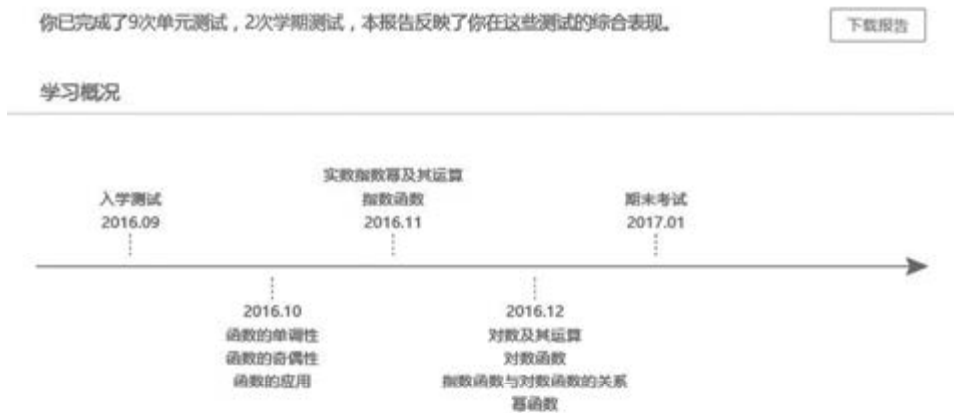 你已完成了9次单元测试，2次学期测试，本报告反映了你在这些测试的综合表现。
下载报告
学习概况
实数指数幂及其运算
指数函数
2016.11
入学测试
2016.09
期末考试
2017.01
2016.10
函数的单调性
函数的奇偶性
函数的应用
2016.12
对数及其运算
对数函数
指数函数与对数函数的关系
幂函数